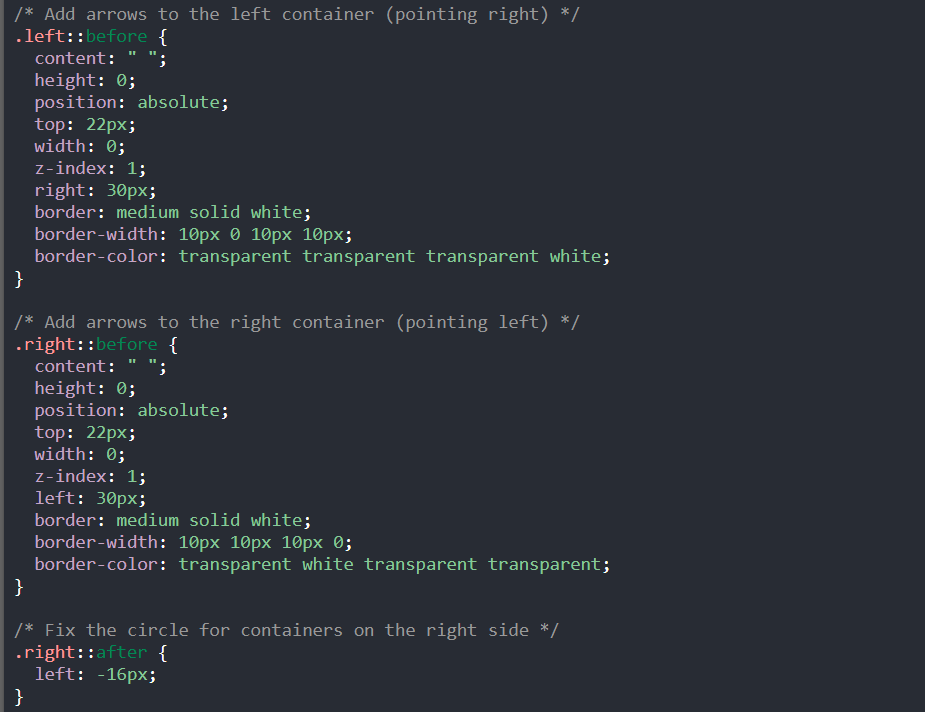 /* Add arrows to the left container (pointing right) */
.left::before {
  content: " ";
  height: 0;
  position: absolute;
  top: 22px;
  width: 0;
  z-index: 1;
  right: 30px;
  border: medium solid white;
  border-width: 10px 0 10px 10px;
  border-color: transparent transparent transparent white;
}

/* Add arrows to the right container (pointing left) */
.right::before {
  content: " ";
  height: 0;
  position: absolute;
  top: 22px;
  width: 0;
  z-index: 1;
  left: 30px;
  border: medium solid white;
  border-width: 10px 10px 10px 0;
  border-color: transparent white transparent transparent;
}

/* Fix the circle for containers on the right side */
.right::after {
  left: -16px;
}